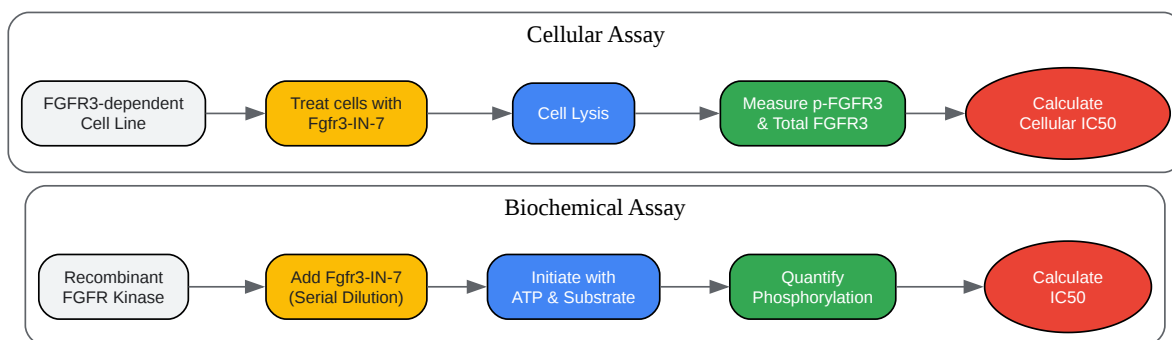 Cellular Assay
FGFR3-dependent
Cell Line
Treat cells with
Fgfr3-IN-7
Cell Lysis
Measure p-FGFR3
& Total FGFR3
Calculate
Cellular IC50
Biochemical Assay
Recombinant
FGFR Kinase
Add Fgfr3-IN-7
(Serial Dilution)
Initiate with
ATP & Substrate
Quantify
Phosphorylation
Calculate
IC50